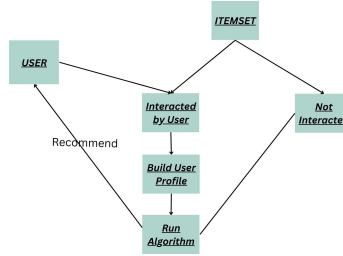 ITEMSET
USER
Interacted
by User
Not
Interacte
Recommend
Build User
Profile
Run
Algorithm